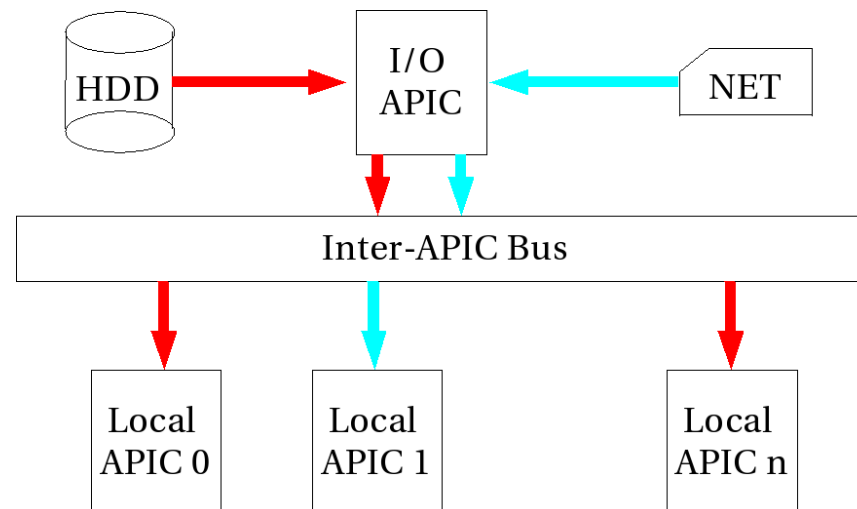 HDD
I/O
APIC
NET
Inter-APIC Bus
Local
APIC 0
Local
APIC 1
Local
APIC n